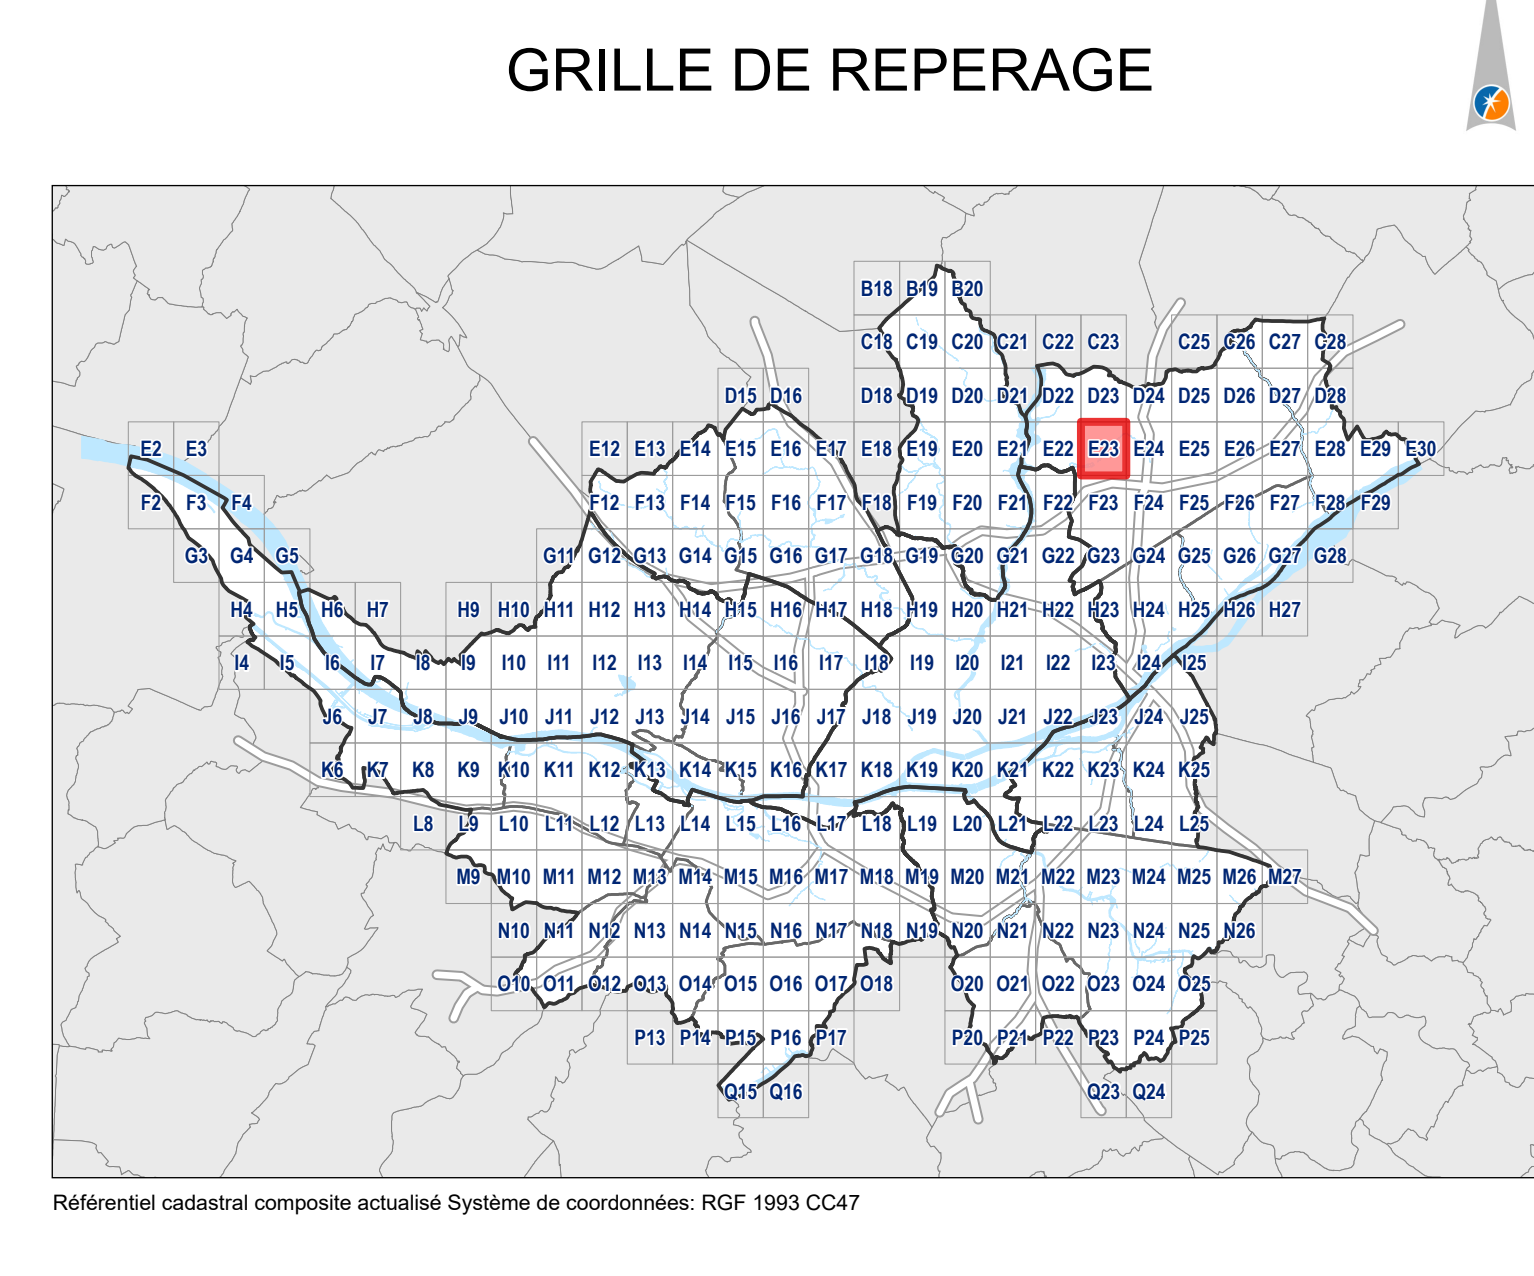 GRILLE DE REPERAGE
B18 B19 B20
C18 C19 C20 C21 C22 C23 C25 C26 C27 C28
D15 D16 D18 D19 D20 D21 D22 D23 D24 D25 D26 D27 D28
E2 E3 E12 E13 E14 E15 E16 E17 E18 E19 E20 E21 E22 E23 E24 E25 E26 E27 E28 E29 E30
F2 F3 F4 F12 F13 F14 F15 F16 F17 F18 F19 F20 F21 F22 F23 F24 F25 F26 F27 F28 F29
G3 G4 G5 G11 G12 G13 G14 G15 G16 G17 G18 G19 G20 G21 G22 G23 G24 G25 G26 G27 G28
H4 H5 H6 H7 H9 H10 H11 H12 H13 H14 H15 H16 H17 H18 H19 H20 H21 H22 H23 H24 H25 H26 H27
I4 I5 I6 I7 I8 I9 I10 I11 I12 I13 I14 I15 I16 I17 I18 I19 I20 I21 I22 I23 I24 I25
J6 J7 J8 J9 J10 J11 J12 J13 J14 J15 J16 J17 J18 J19 J20 J21 J22 J23 J24 J25
K6 K7 K8 K9 K10 K11 K12 K13 K14 K15 K16 K17 K18 K19 K20 K21 K22 K23 K24 K25
L8 L9 L10 L11 L12 L13 L14 L15 L16 L17 L18 L19 L20 L21 L22 L23 L24 L25
M9 M10 M11 M12 M13 M14 M15 M16 M17 M18 M19 M20 M21 M22 M23 M24 M25 M26 M27
N10 N11 N12 N13 N14 N15 N16 N17 N18 N19 N20 N21 N22 N23 N24 N25 N26
O10 O11 O12 O13 O14 O15 O16 O17 O18 O20 O21 O22 O23 O24 O25
P13 P14 P15 P16 P17 P20 P21 P22 P23 P24 P25
Q15 Q16 Q23 Q24
Référentiel cadastral composite actualisé Système de coordonnées: RGF 1993 CC47